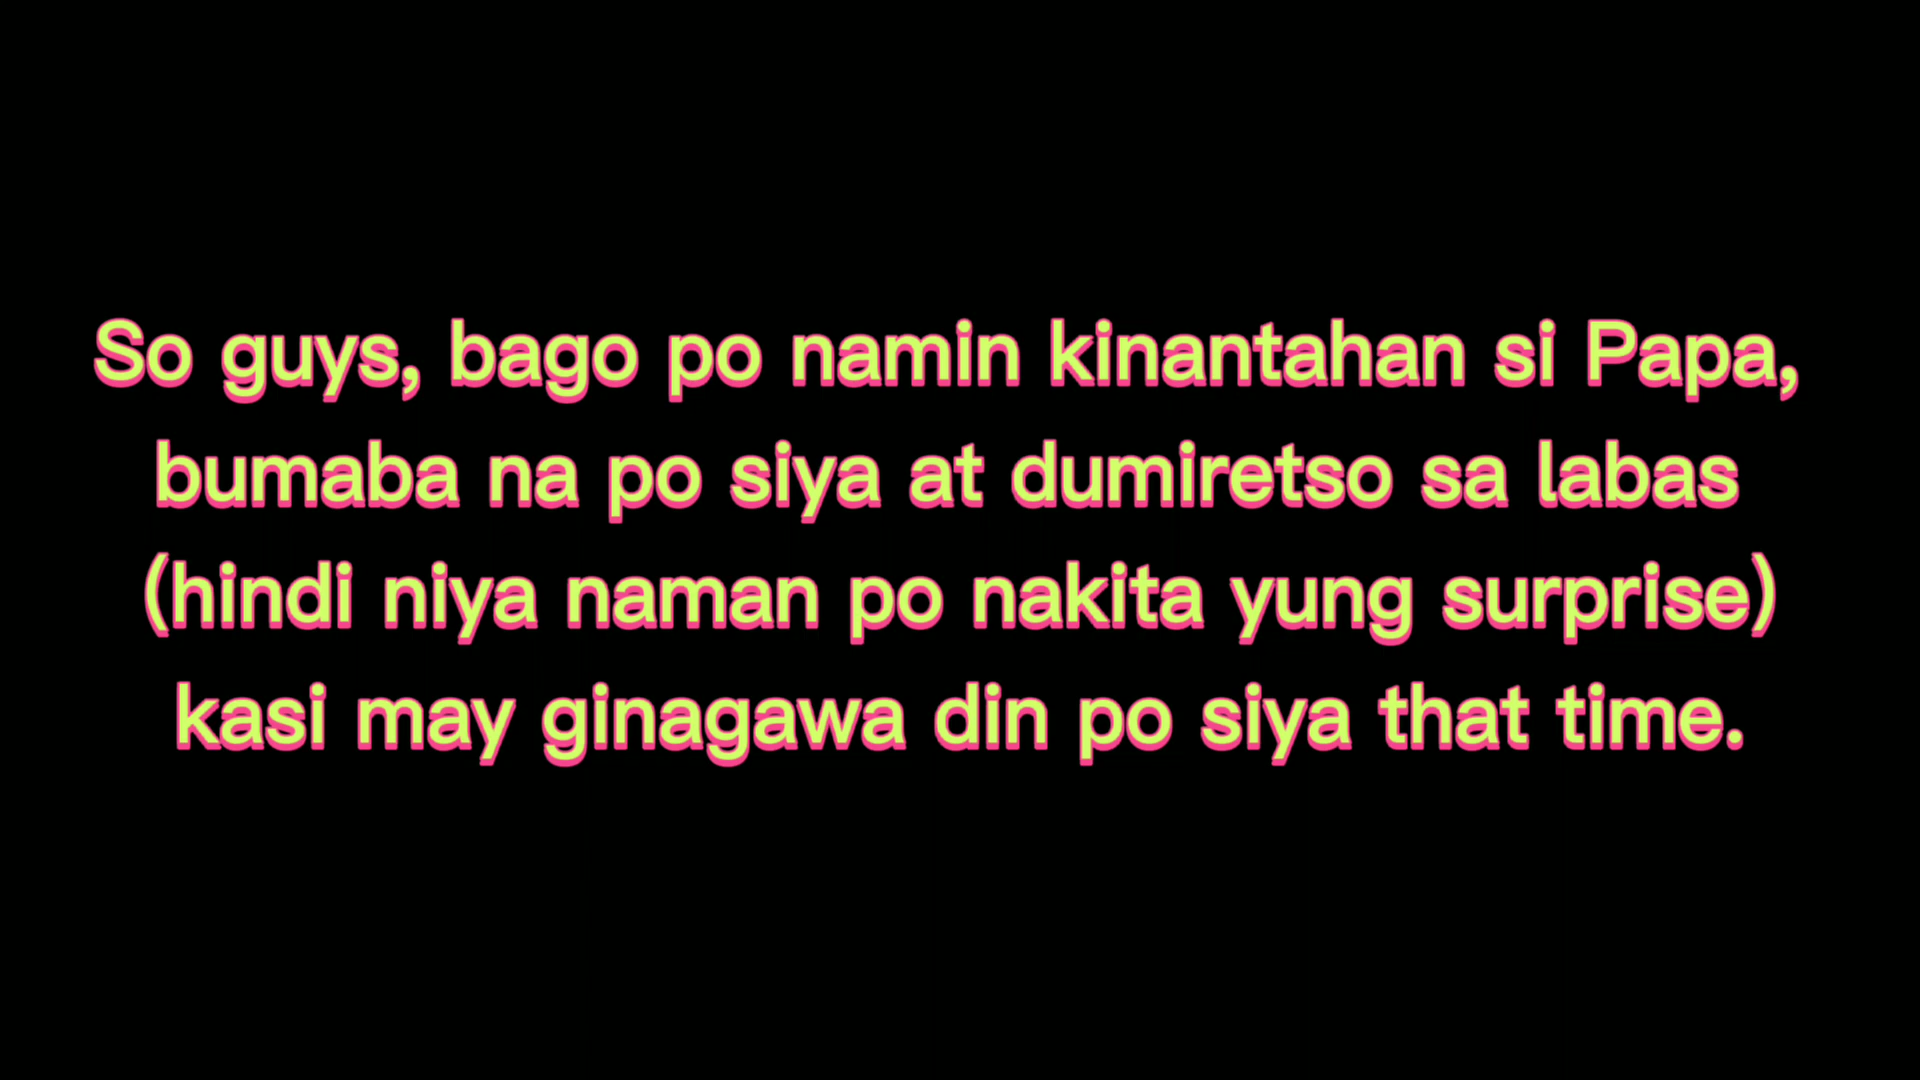 So guys, bago po namin kinantahan si Papa,
bumaba na po siya at dumiretso sa labas
(hindi niya naman po nakita yung surprise)
kasi may ginagawa din po siya that time.